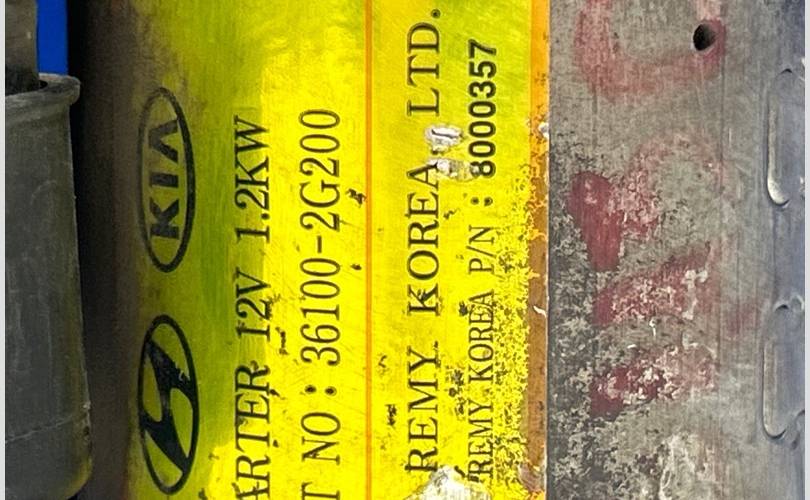 KIA
ARTER 12V 1.2KW
T NO : 36100-2G200
REMY KOREA LTD.
REMY KOREA P/N : 8000357